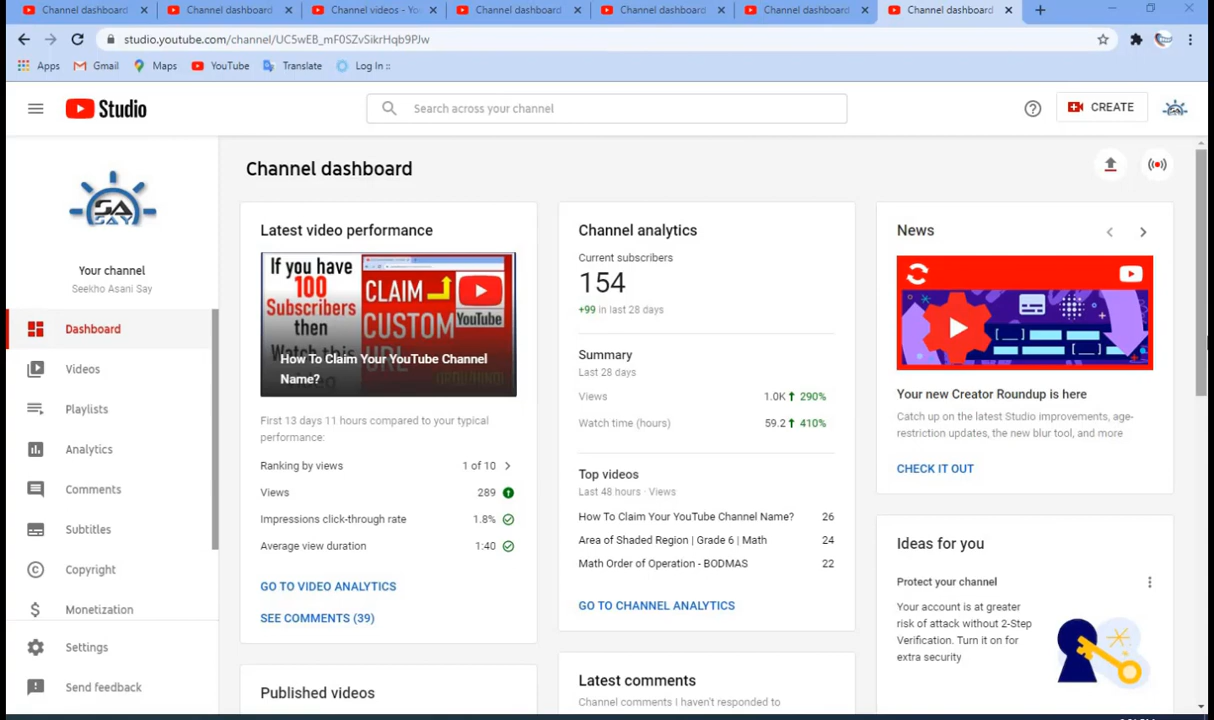 Channel dashboard
Channel dashboard
Channel videos - Yo
Channel dashboard
Channel dashboard
Channel dashboard
Channel dashboard
studio.youtube.com/channel/UC5wEB_mF0SZvSikrHqb9PJw
Apps
Gmail
Maps
YouTube
Translate
Log In ::
Studio
Search across your channel
CREATE
SAY
Your channel
Seekho Asani Say
Dashboard
Videos
Playlists
Analytics
Comments
Subtitles
Copyright
Monetization
Settings
Send feedback
Channel dashboard
Latest video performance
If you have
100
Subscribers
then
Watch this
CLAIM
CUSTOM
YouTube
URL
URDU/HINDI
How To Claim Your YouTube Channel
Name?
First 13 days 11 hours compared to your typical
performance:
Ranking by views 1 of 10
Views 289
Impressions click-through rate 1.8%
Average view duration 1:40
GO TO VIDEO ANALYTICS
SEE COMMENTS (39)
Published videos
Channel analytics
Current subscribers
154
+99 in last 28 days
Summary
Last 28 days
Views 1.0K 290%
Watch time (hours) 59.2 410%
Top videos
Last 48 hours · Views
How To Claim Your YouTube Channel Name? 26
Area of Shaded Region | Grade 6 | Math 24
Math Order of Operation - BODMAS 22
GO TO CHANNEL ANALYTICS
Latest comments
Channel comments I haven't responded to
News
Your new Creator Roundup is here
Catch up on the latest Studio improvements, age-
restriction updates, the new blur tool, and more
CHECK IT OUT
Ideas for you
Protect your channel
Your account is at greater
risk of attack without 2-Step
Verification. Turn it on for
extra security